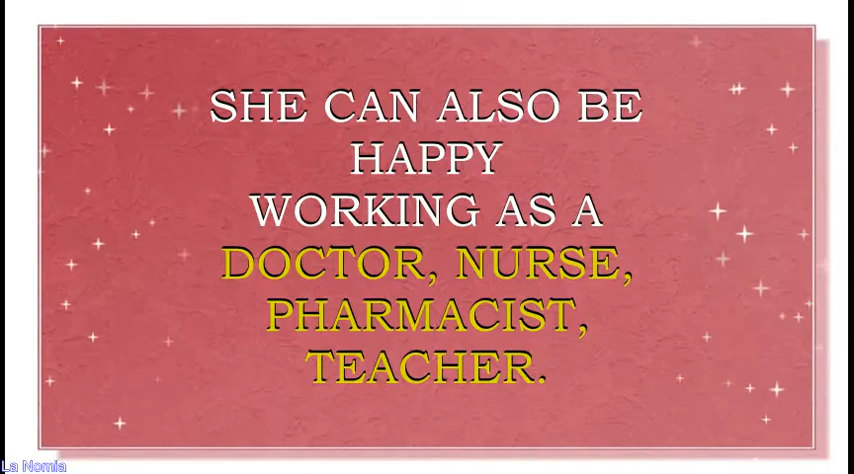 SHE CAN ALSO BE
HAPPY
WORKING AS A
DOCTOR, NURSE,
PHARMACIST,
TEACHER.
La Nomia